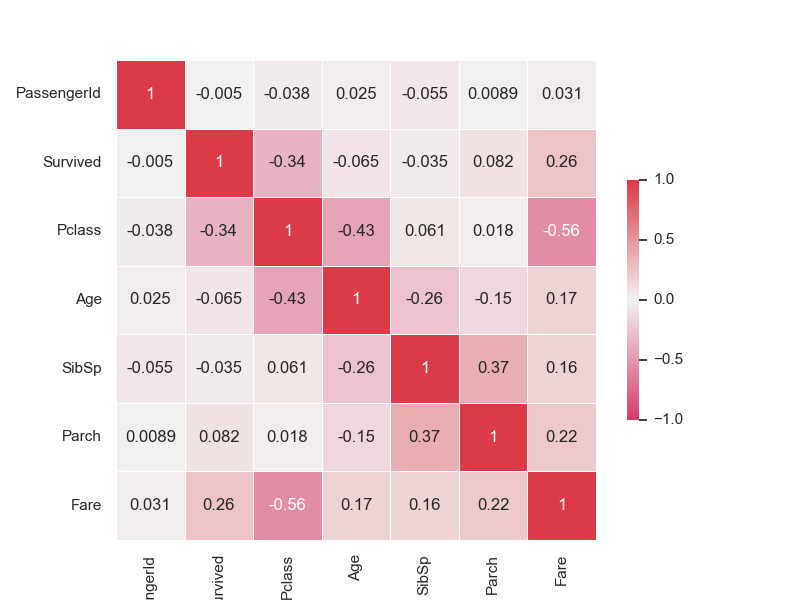 PassengerId 1 -0.005 -0.038 0.025 -0.055 0.0089 0.031
Survived -0.005 1 -0.34 -0.065 -0.035 0.082 0.26
Pclass -0.038 -0.34 1 -0.43 0.061 0.018 -0.56
Age 0.025 -0.065 -0.43 1 -0.26 -0.15 0.17
SibSp -0.055 -0.035 0.061 -0.26 1 0.37 0.16
Parch 0.0089 0.082 0.018 -0.15 0.37 1 0.22
Fare 0.031 0.26 -0.56 0.17 0.16 0.22 1
ngerId urvived Pclass Age SibSp Parch Fare
1.0
0.5
0.0
−0.5
−1.0